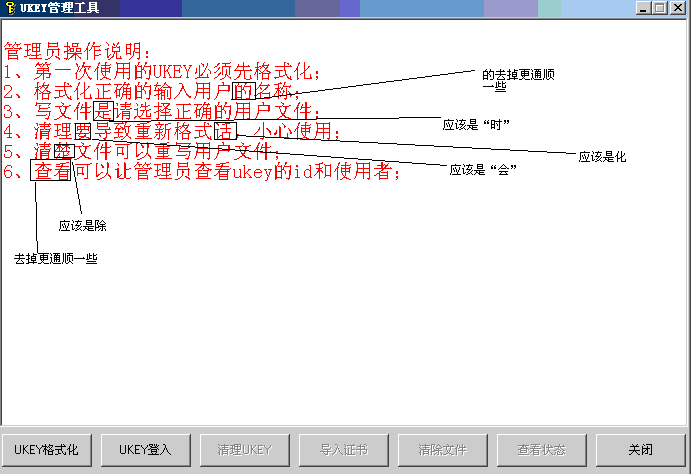 UKEY管理工具
管理员操作说明:
1、第一次使用的UKEY必须先格式化;
2、格式化正确的输入用户的名称;
3、写文件是请选择正确的用户文件;
4、清理要导致重新格式话,小心使用;
5、清楚文件可以重写用户文件;
6、查看可以让管理员查看ukey的id和使用者;
的去掉更通顺
一些
应该是“时”
应该是化
应该是“会”
应该是除
去掉更通顺一些
UKEY格式化
UKEY登入
清理UKEY
导入证书
清除文件
查看状态
关闭